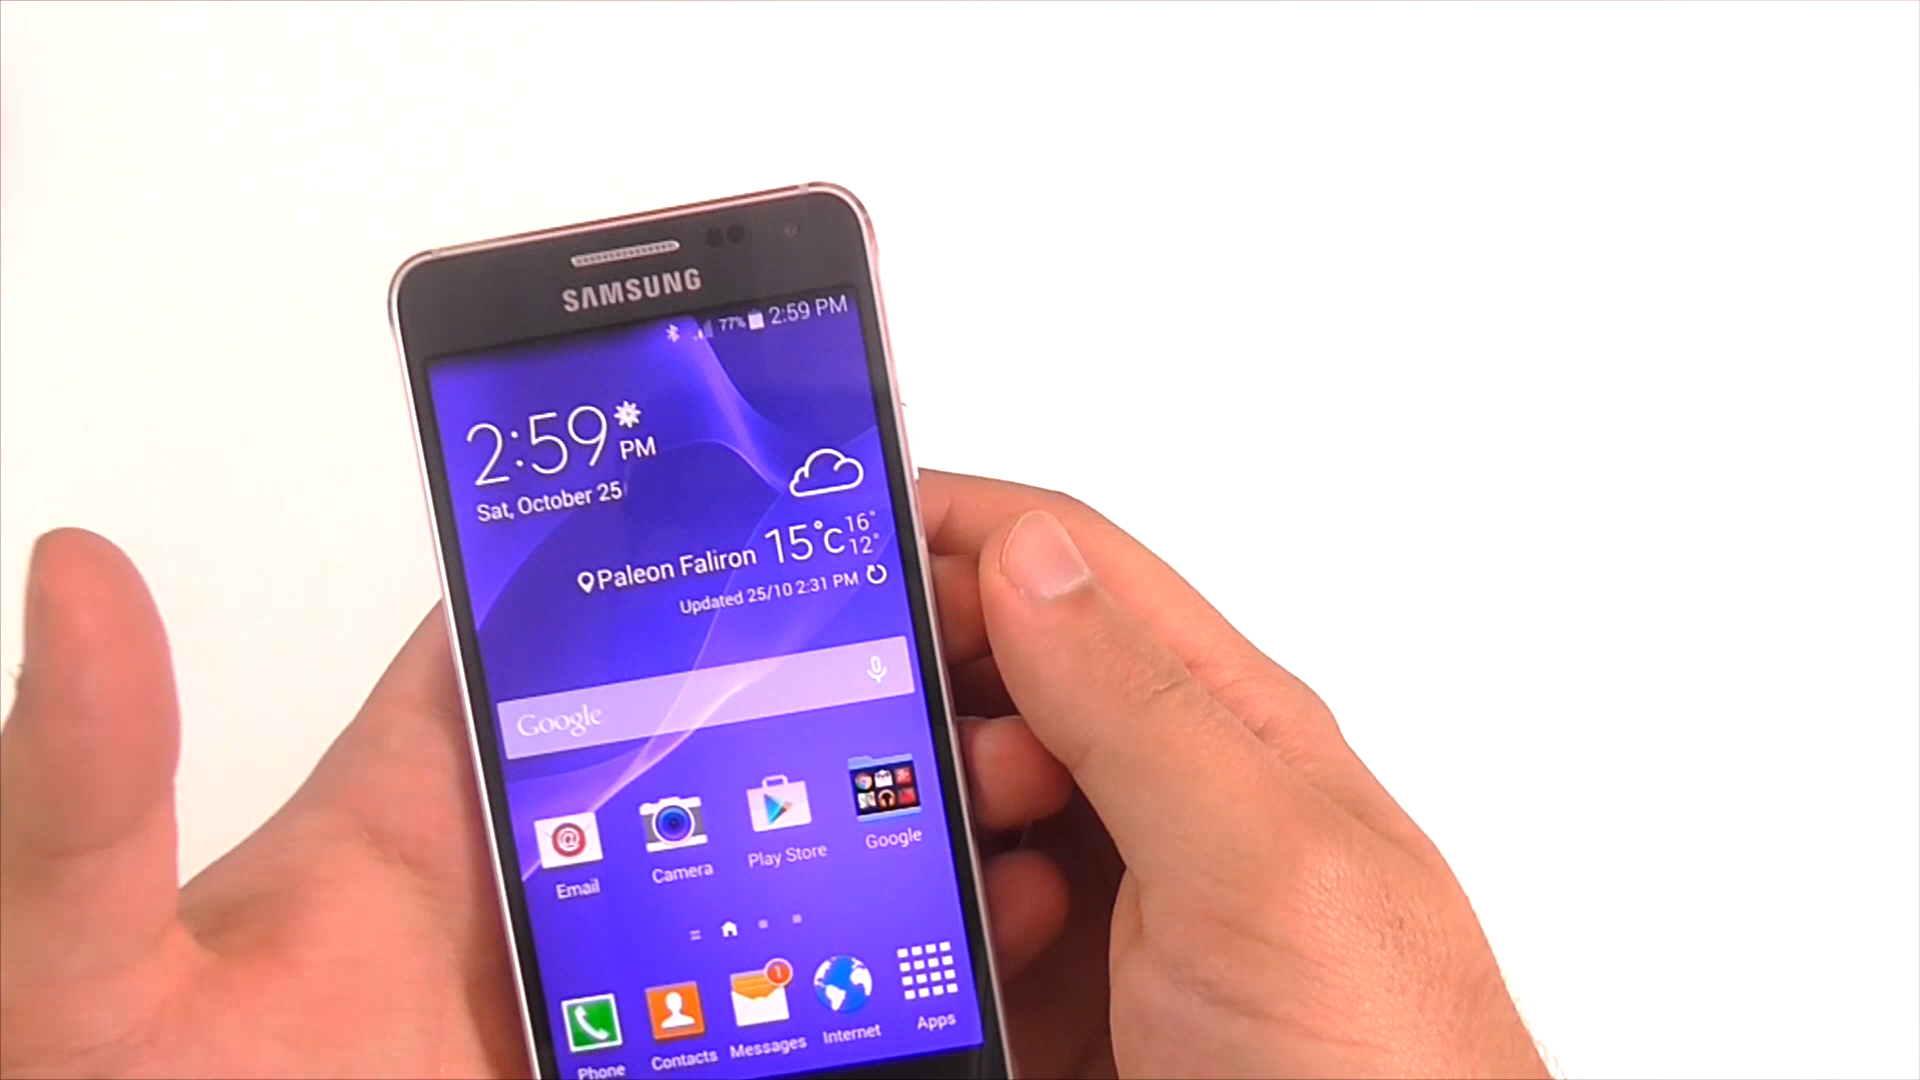 SAMSUNG
77% 2:59 PM
2:59 PM
Sat, October 25
15°C 16°
12°
Paleon Faliron
Updated 25/10 2:31 PM
Google
Email
Camera
Play Store
Google
1
Phone
Contacts
Messages
Internet
Apps